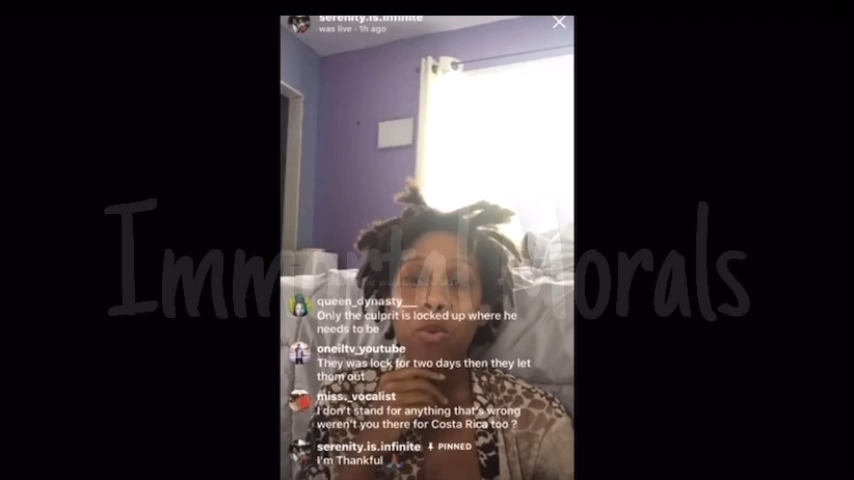 serenity.is.infinite
was live · 1h ago
Immortal Morals
queen_dynasty__
Only the culprit is locked up where he
needs to be
oneiltv_youtube
They was lock for two days then they let
them out
miss._vocalist
I don't stand for anything that's wrong
weren't you there for Costa Rica too ?
serenity.is.infinite PINNED
I'm Thankful